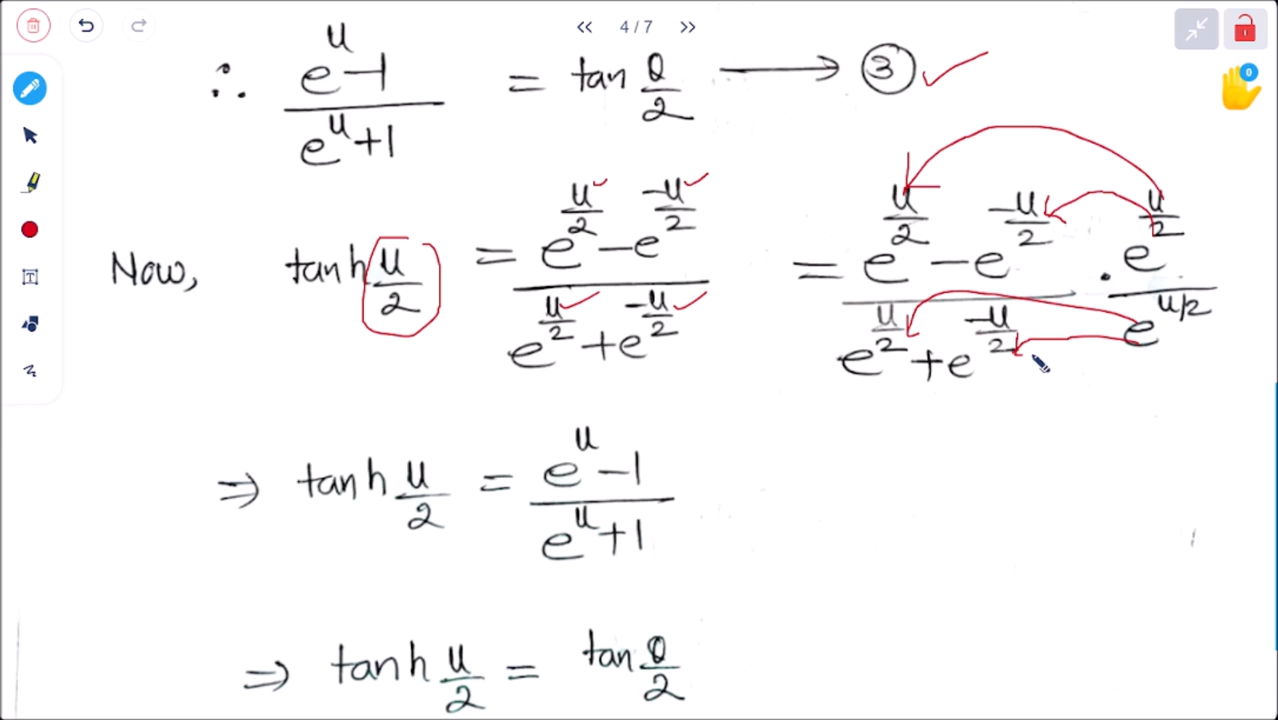 4/7
0
∴ (e^u - 1)/(e^u + 1) = tan θ/2 ⟶ ③
Now, tanh u/2 = (e^(u/2) - e^(-u/2))/(e^(u/2) + e^(-u/2)) = (e^(u/2) - e^(-u/2))/(e^(u/2) + e^(-u/2)) . e^(u/2)/e^(u/2)
⇒ tanh u/2 = (e^u - 1)/(e^u + 1)
⇒ tanh u/2 = tan θ/2